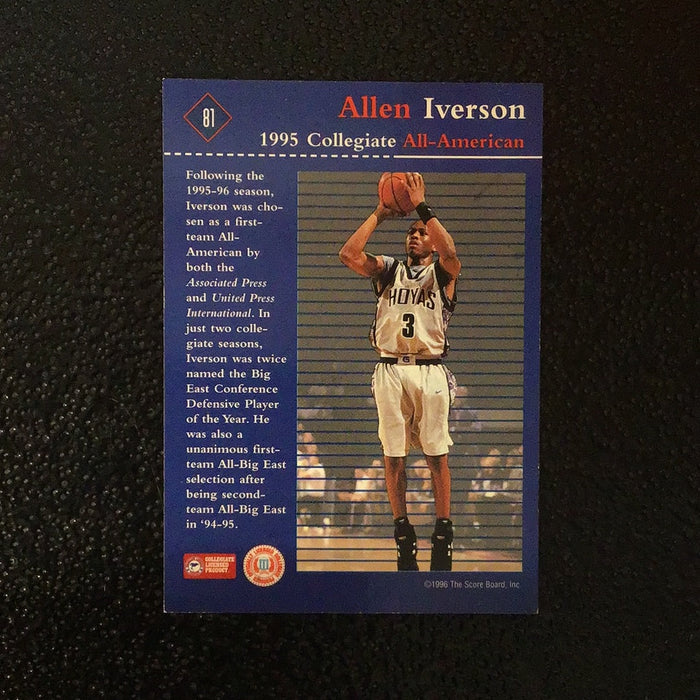 81
Allen Iverson
1995 Collegiate All-American
Following the
1995-96 season,
Iverson was cho-
sen as a first-
team All-
American by
both the
Associated Press
and United Press
International. In
just two colle-
giate seasons,
Iverson was twice
named the Big
East Conference
Defensive Player
of the Year. He
was also a
unanimous first-
team All-Big East
selection after
being second-
team All-Big East
in '94-95.
HOYAS
3
G
COLLEGIATE
LICENSED
PRODUCT
©1996 The Score Board, Inc.